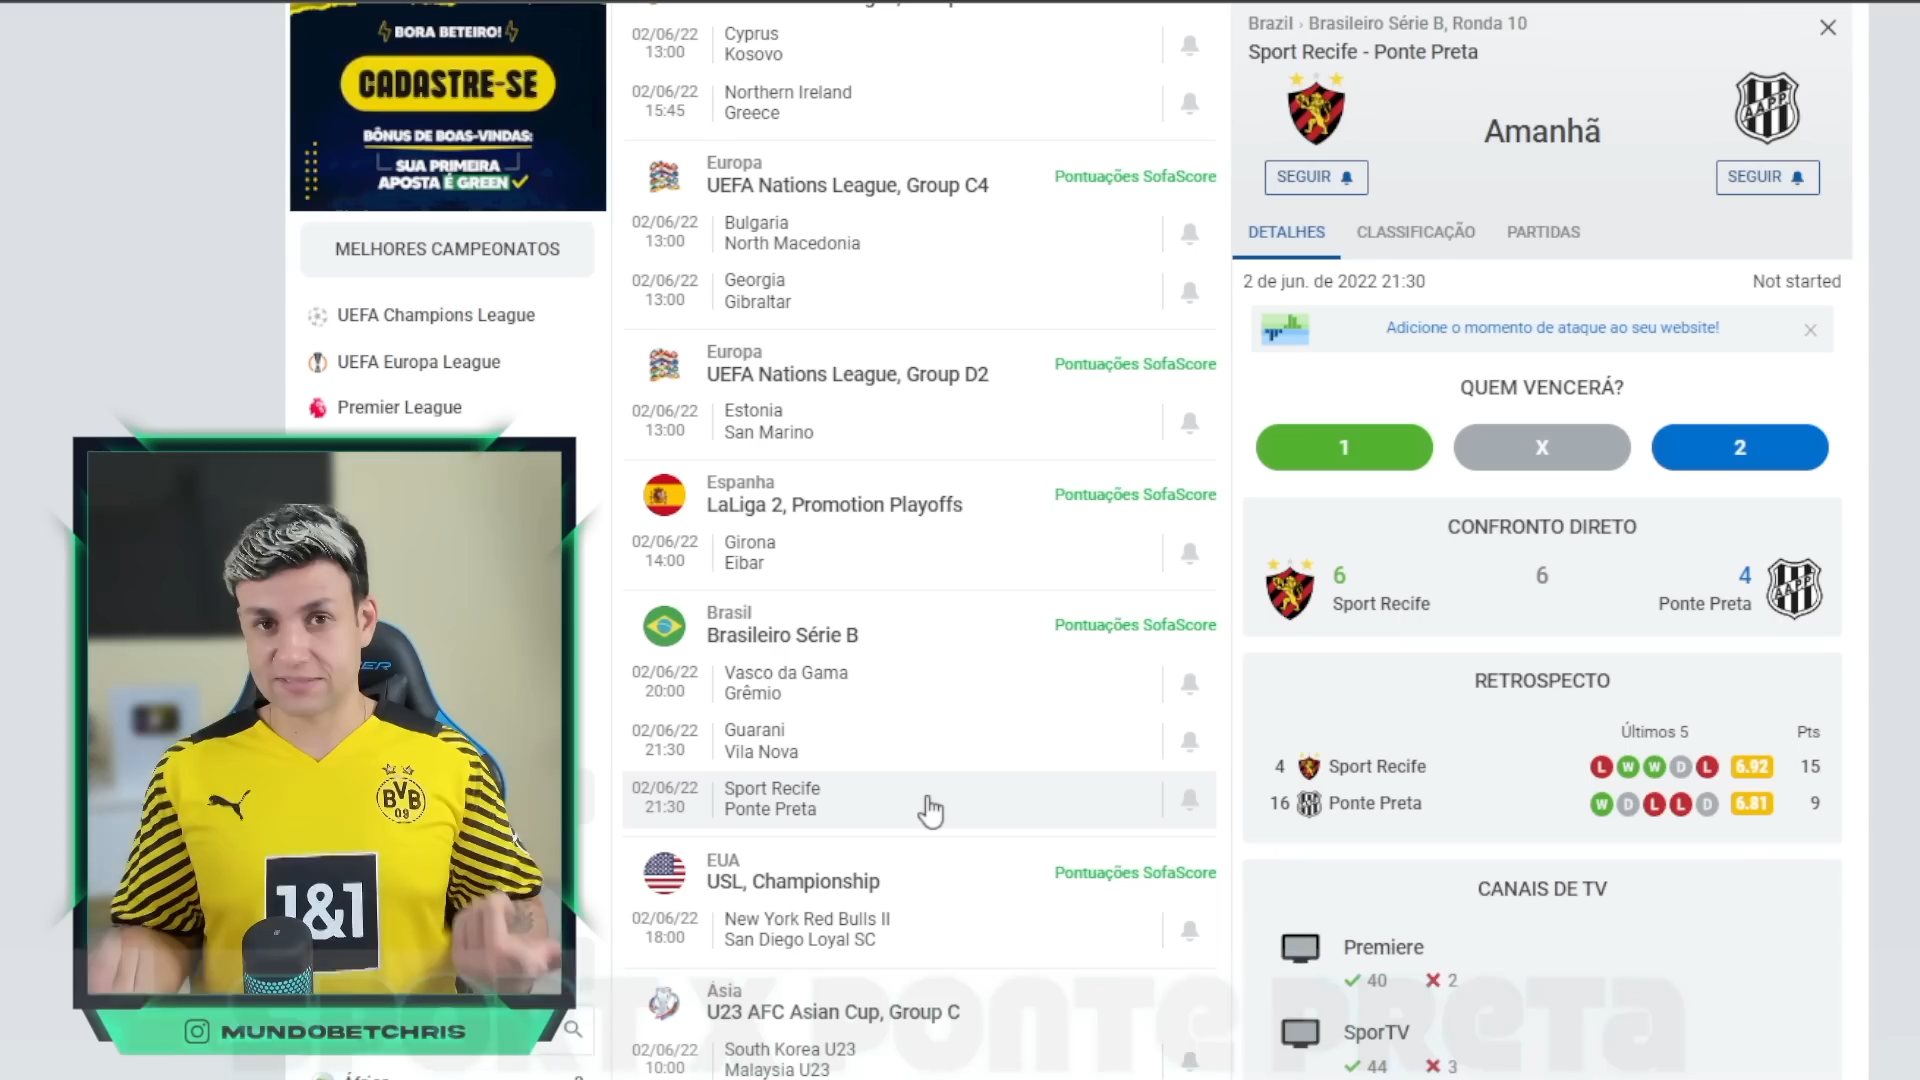 BORA BETEIRO!
CADASTRE-SE
BÔNUS DE BOAS-VINDAS:
SUA PRIMEIRA
APOSTA É GREEN
MELHORES CAMPEONATOS
UEFA Champions League
UEFA Europa League
Premier League
BVB
09
1&1
MUNDOBETCHRIS
02/06/22
13:00
Cyprus
Kosovo
02/06/22
15:45
Northern Ireland
Greece
Europa
UEFA Nations League, Group C4
Pontuações SofaScore
02/06/22
13:00
Bulgaria
North Macedonia
02/06/22
13:00
Georgia
Gibraltar
Europa
UEFA Nations League, Group D2
Pontuações SofaScore
02/06/22
13:00
Estonia
San Marino
Espanha
LaLiga 2, Promotion Playoffs
Pontuações SofaScore
02/06/22
14:00
Girona
Eibar
Brasil
Brasileiro Série B
Pontuações SofaScore
02/06/22
20:00
Vasco da Gama
Grêmio
02/06/22
21:30
Guarani
Vila Nova
02/06/22
21:30
Sport Recife
Ponte Preta
EUA
USL, Championship
Pontuações SofaScore
02/06/22
18:00
New York Red Bulls II
San Diego Loyal SC
Ásia
U23 AFC Asian Cup, Group C
02/06/22
10:00
South Korea U23
Malaysia U23
SPORT X PONTE PRETA
Brazil › Brasileiro Série B, Ronda 10
Sport Recife - Ponte Preta
Amanhã
AAPP
SEGUIR
SEGUIR
DETALHES CLASSIFICAÇÃO PARTIDAS
2 de jun. de 2022 21:30
Not started
Adicione o momento de ataque ao seu website!
QUEM VENCERÁ?
1 X 2
CONFRONTO DIRETO
6 6 4
Sport Recife Ponte Preta
AAPP
RETROSPECTO
Últimos 5 Pts
4 Sport Recife L W W D L 6.92 15
16 Ponte Preta W D L L D 6.81 9
CANAIS DE TV
Premiere
40 2
SporTV
44 3